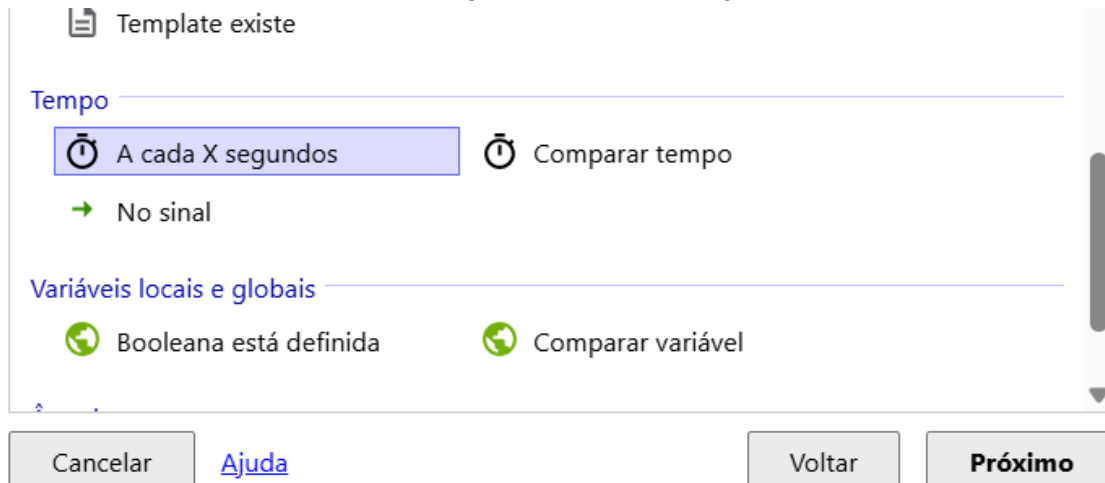 Template existe
Tempo
A cada X segundos
Comparar tempo
No sinal
Variáveis locais e globais
Booleana está definida
Comparar variável
Cancelar
Ajuda
Voltar
Próximo